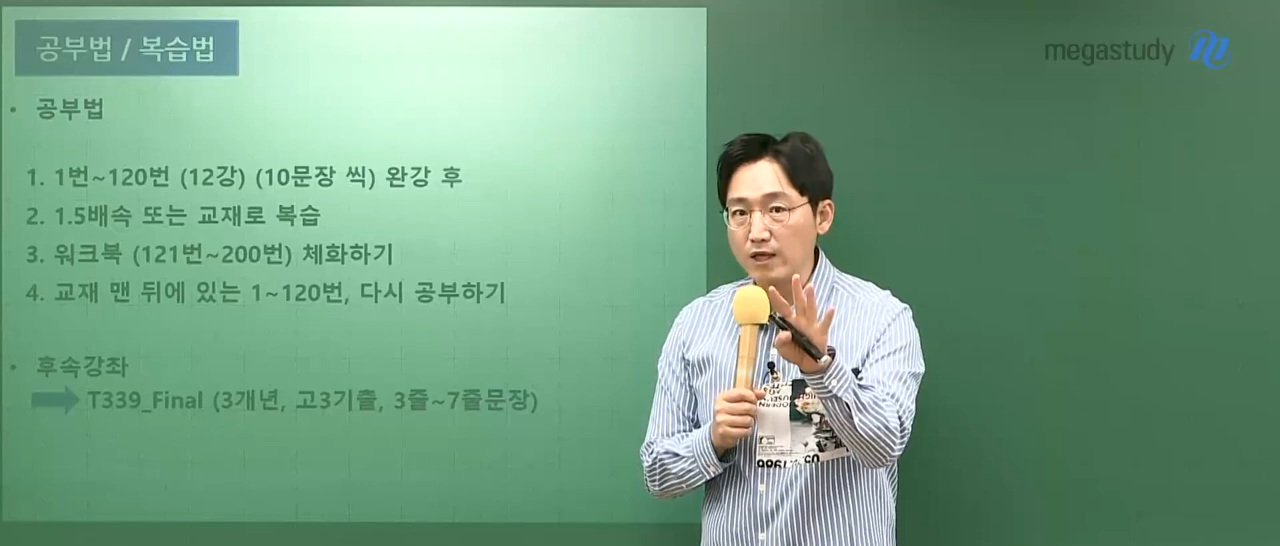 공부법 / 복습법
megastudy
• 공부법
1. 1번~120번 (12강) (10문장 씩) 완강 후
2. 1.5배속 또는 교재로 복습
3. 워크북 (121번~200번) 체화하기
4. 교재 맨 뒤에 있는 1~120번, 다시 공부하기
• 후속강좌
T339_Final (3개년, 고3기출, 3줄~7줄문장)